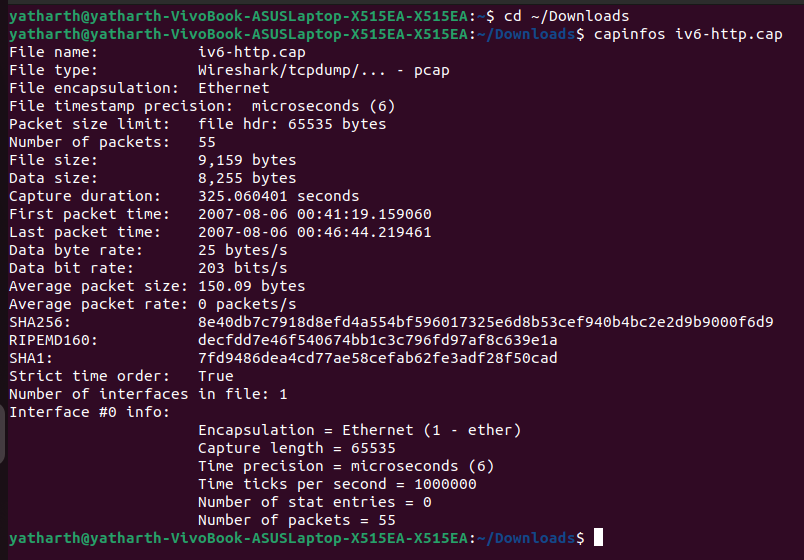 yatharth@yatharth-VivoBook-ASUSLaptop-X515EA-X515EA:~$ cd ~/Downloads
yatharth@yatharth-VivoBook-ASUSLaptop-X515EA-X515EA:~/Downloads$ capinfos iv6-http.cap
File name:           iv6-http.cap
File type:           Wireshark/tcpdump/... - pcap
File encapsulation:  Ethernet
File timestamp precision:  microseconds (6)
Packet size limit:   file hdr: 65535 bytes
Number of packets:   55
File size:           9,159 bytes
Data size:           8,255 bytes
Capture duration:    325.060401 seconds
First packet time:   2007-08-06 00:41:19.159060
Last packet time:    2007-08-06 00:46:44.219461
Data byte rate:      25 bytes/s
Data bit rate:       203 bits/s
Average packet size: 150.09 bytes
Average packet rate: 0 packets/s
SHA256:              8e40db7c7918d8efd4a554bf596017325e6d8b53cef940b4bc2e2d9b9000f6d9
RIPEMD160:           decfdd7e46f540674bb1c3c796fd97af8c639e1a
SHA1:                7fd9486dea4cd77ae58cefab62fe3adf28f50cad
Strict time order:   True
Number of interfaces in file: 1
Interface #0 info:
                     Encapsulation = Ethernet (1 - ether)
                     Capture length = 65535
                     Time precision = microseconds (6)
                     Time ticks per second = 1000000
                     Number of stat entries = 0
                     Number of packets = 55
yatharth@yatharth-VivoBook-ASUSLaptop-X515EA-X515EA:~/Downloads$